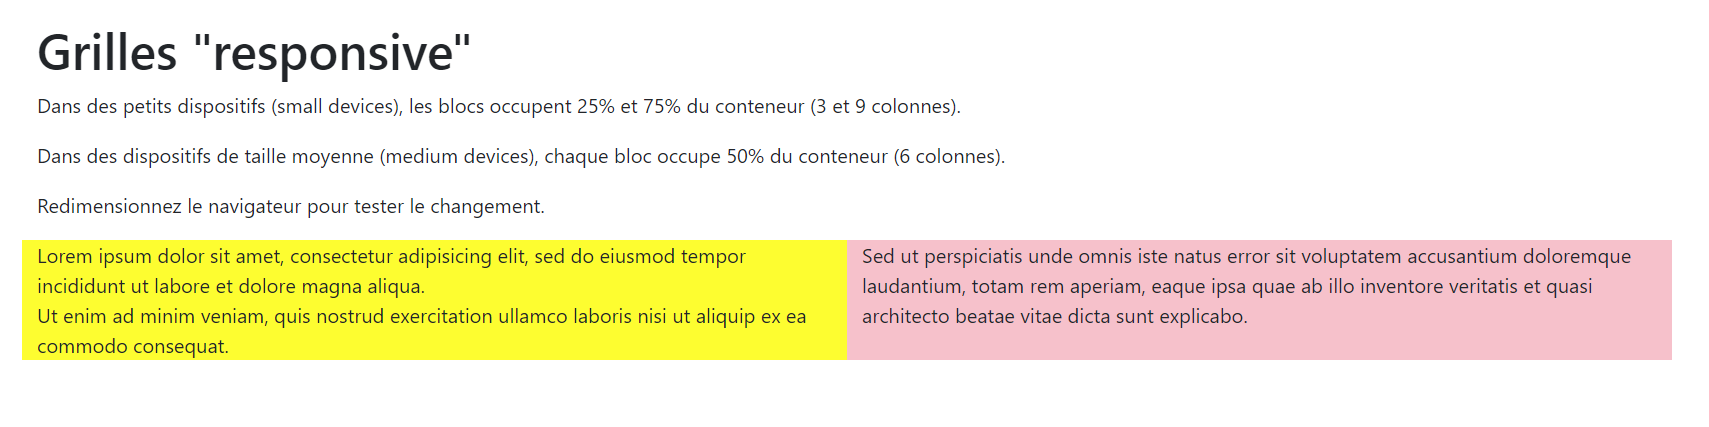 Grilles "responsive"
Dans des petits dispositifs (small devices), les blocs occupent 25% et 75% du conteneur (3 et 9 colonnes).
Dans des dispositifs de taille moyenne (medium devices), chaque bloc occupe 50% du conteneur (6 colonnes).
Redimensionnez le navigateur pour tester le changement.
Lorem ipsum dolor sit amet, consectetur adipisicing elit, sed do eiusmod tempor
incididunt ut labore et dolore magna aliqua.
Ut enim ad minim veniam, quis nostrud exercitation ullamco laboris nisi ut aliquip ex ea
commodo consequat.
Sed ut perspiciatis unde omnis iste natus error sit voluptatem accusantium doloremque
laudantium, totam rem aperiam, eaque ipsa quae ab illo inventore veritatis et quasi
architecto beatae vitae dicta sunt explicabo.